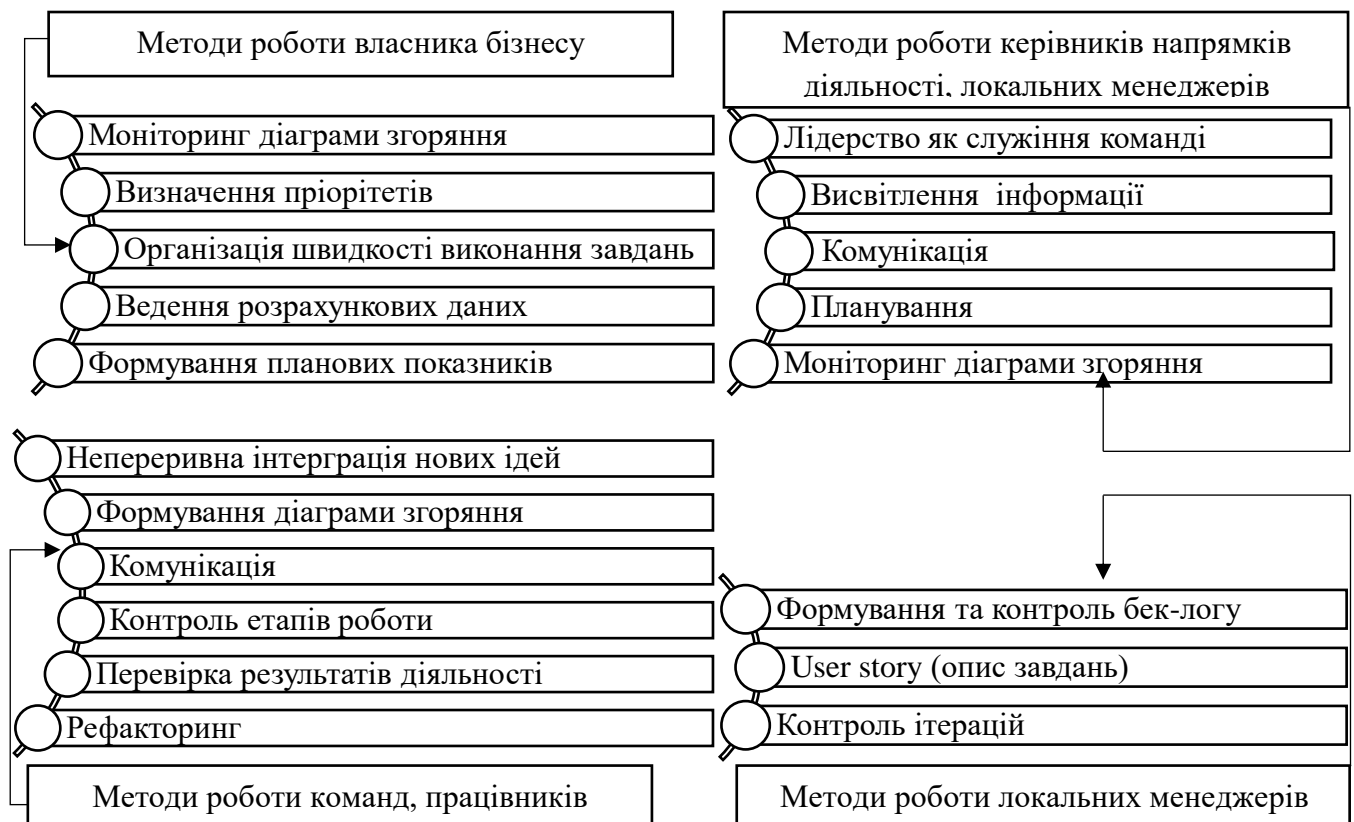 Методи роботи власника бізнесу
Моніторинг діаграми згоряння
Визначення пріоритетів
Організація швидкості виконання завдань
Ведення розрахункових даних
Формування планових показників
Методи роботи керівників напрямків
діяльності, локальних менеджерів
Лідерство як служіння команді
Висвітлення інформації
Комунікація
Планування
Моніторинг діаграми згоряння
Непереривна інтерграція нових ідей
Формування діаграми згоряння
Комунікація
Контроль етапів роботи
Перевірка результатів діяльності
Рефакторинг
Методи роботи команд, працівників
Формування та контроль бек-логу
User story (опис завдань)
Контроль ітерацій
Методи роботи локальних менеджерів